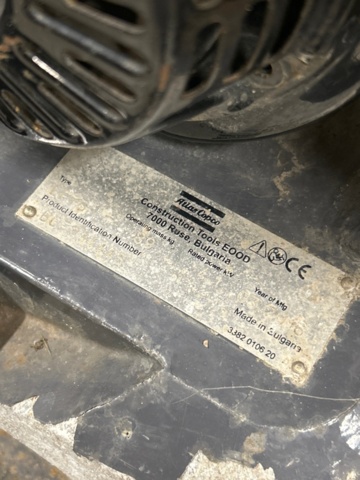 Atlas Copco
Construction Tools EOOD
7000 Ruse, Bulgaria
Type
Operating mass kg
Rated power kW
Product Identification Number
CE
Year of Mfg
Made in Bulgaria
3382 0106 20